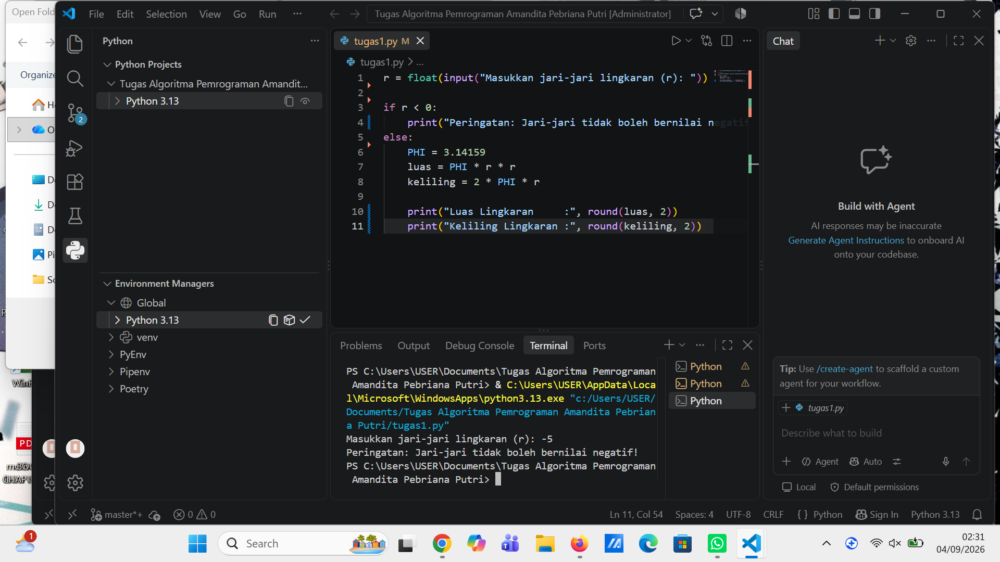 Open Fold
Organize
WinR
PD
CHAPT
File Edit Selection View Go Run ...
Tugas Algoritma Pemrograman Amandita Pebriana Putri [Administrator]
Python
Python Projects
Tugas Algoritma Pemrograman Amandit...
Python 3.13
2
Environment Managers
Global
Python 3.13
venv
PyEnv
Pipenv
Poetry
tugas1.py M
tugas1.py > ...
1 r = float(input("Masukkan jari-jari lingkaran (r): "))
2
3 if r < 0:
4 print("Peringatan: Jari-jari tidak boleh bernilai negatif
5 else:
6 PHI = 3.14159
7 luas = PHI * r * r
8 keliling = 2 * PHI * r
9
10 print("Luas Lingkaran     :", round(luas, 2))
11 print("Keliling Lingkaran :", round(keliling, 2))
Problems Output Debug Console Terminal Ports
PS C:\Users\USER\Documents\Tugas Algoritma Pemrograman
Amandita Pebriana Putri> & C:\Users\USER\AppData\Loca
l\Microsoft\WindowsApps\python3.13.exe "c:/Users/USER/
Documents/Tugas Algoritma Pemrograman Amandita Pebrian
a Putri/tugas1.py"
Masukkan jari-jari lingkaran (r): -5
Peringatan: Jari-jari tidak boleh bernilai negatif!
PS C:\Users\USER\Documents\Tugas Algoritma Pemrograman
Amandita Pebriana Putri>
Python
Python
Python
Chat
Build with Agent
AI responses may be inaccurate
Generate Agent Instructions to onboard AI
onto your codebase.
Tip: Use /create-agent to scaffold a custom
agent for your workflow.
tugas1.py
Describe what to build
Agent Auto
Local Default permissions
master*+ 0 0 Ln 11, Col 54 Spaces: 4 UTF-8 CRLF { } Python Sign In Python 3.13
1 Search 02:31
04/09/2026